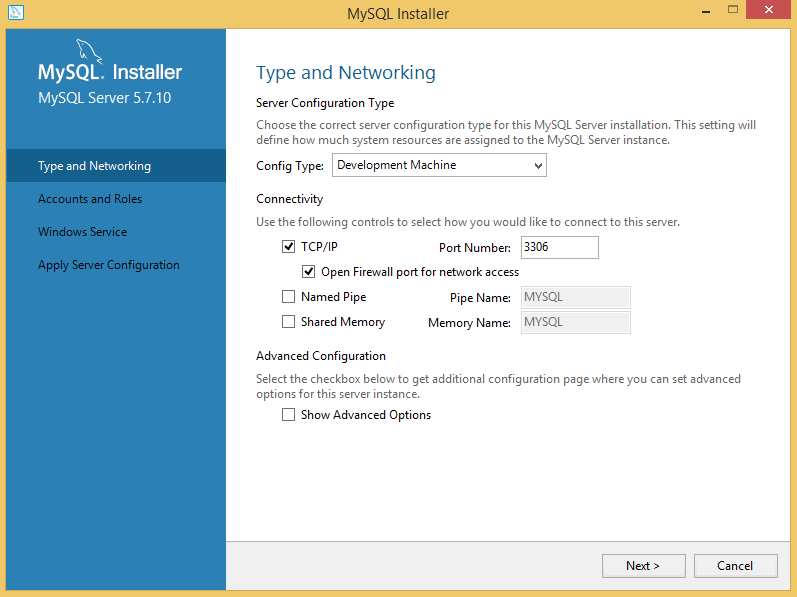 MySQL Installer
MySQL. Installer
MySQL Server 5.7.10
Type and Networking
Accounts and Roles
Windows Service
Apply Server Configuration
Type and Networking
Server Configuration Type
Choose the correct server configuration type for this MySQL Server installation. This setting will
define how much system resources are assigned to the MySQL Server instance.
Config Type: Development Machine
Connectivity
Use the following controls to select how you would like to connect to this server.
TCP/IP Port Number: 3306
Open Firewall port for network access
Named Pipe Pipe Name: MYSQL
Shared Memory Memory Name: MYSQL
Advanced Configuration
Select the checkbox below to get additional configuration page where you can set advanced
options for this server instance.
Show Advanced Options
Next > Cancel